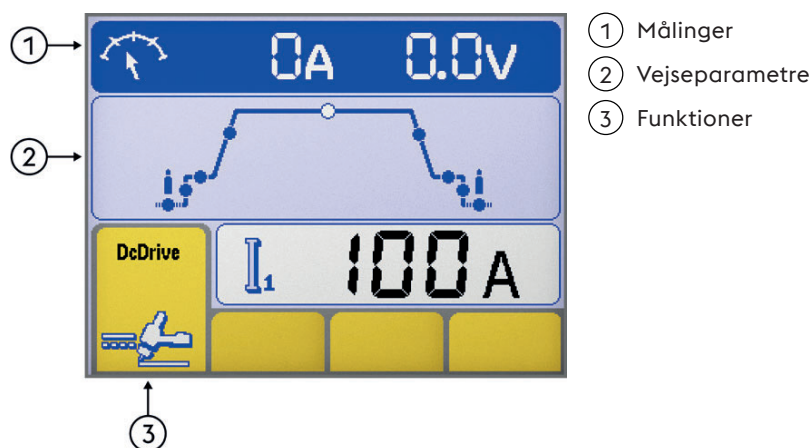 1
0A 0.0V
2
DcDrive
I1 100A
3
1 Målinger
2 Vejseparametre
3 Funktioner